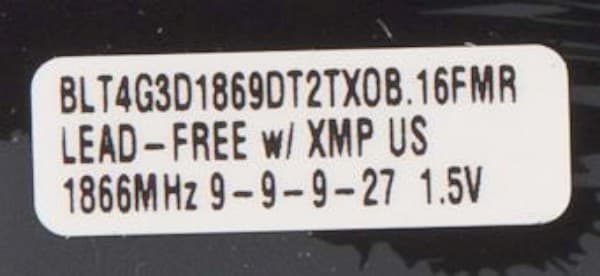 BLT4G3D1869DT2TXOB.16FMR
LEAD-FREE w/ XMP US
1866MHz 9-9-9-27 1.5V